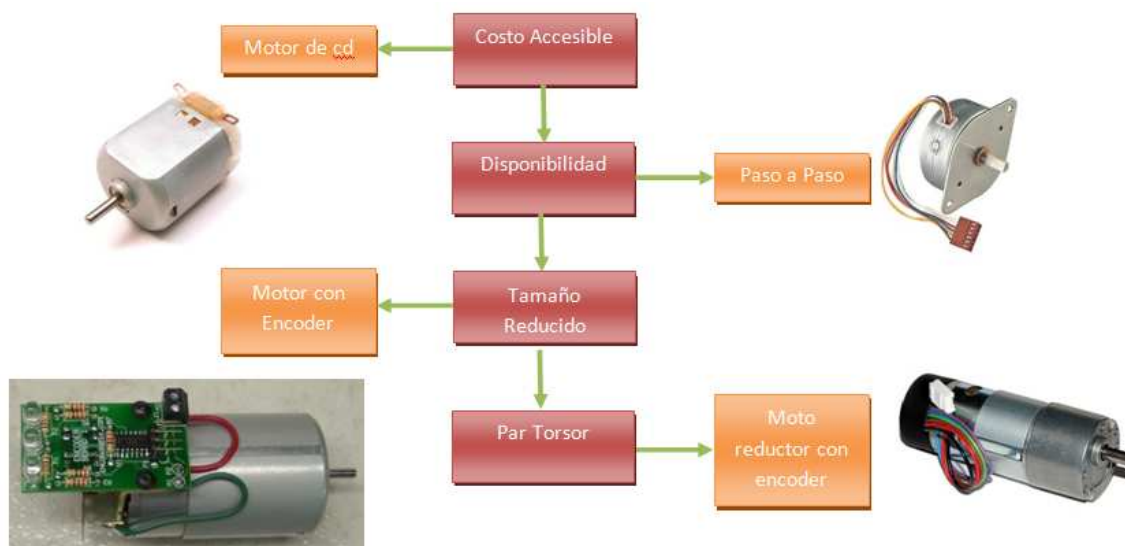 Costo Accesible
Motor de cd
Disponibilidad
Paso a Paso
Motor con
Encoder
Tamaño
Reducido
Par Torsor
Moto
reductor con
encoder